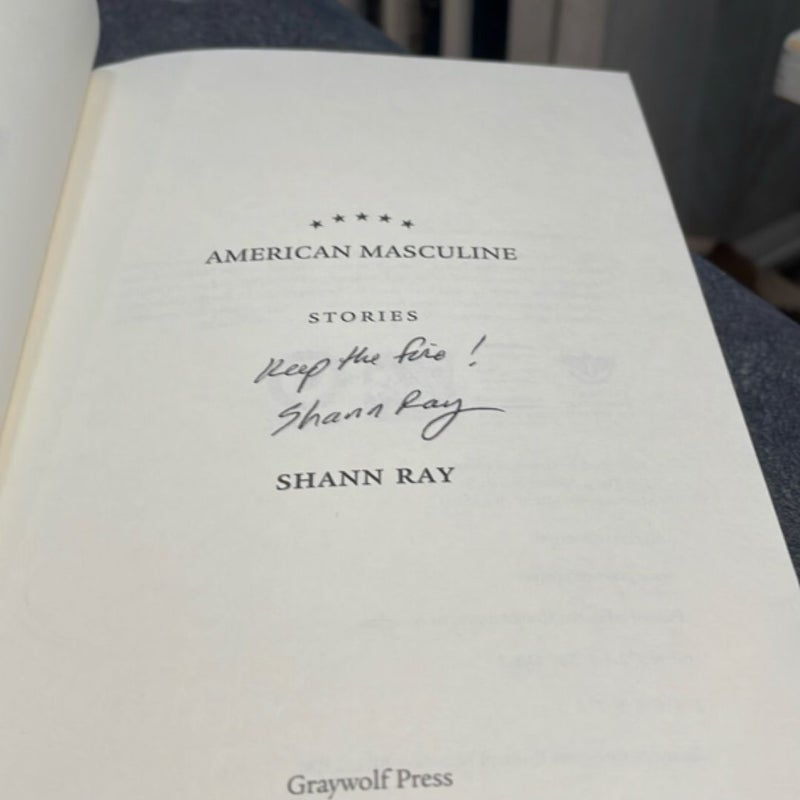 ★ ★ ★ ★ ★
AMERICAN MASCULINE
STORIES
Keep the fire!
Shann Ray
SHANN RAY
Graywolf Press